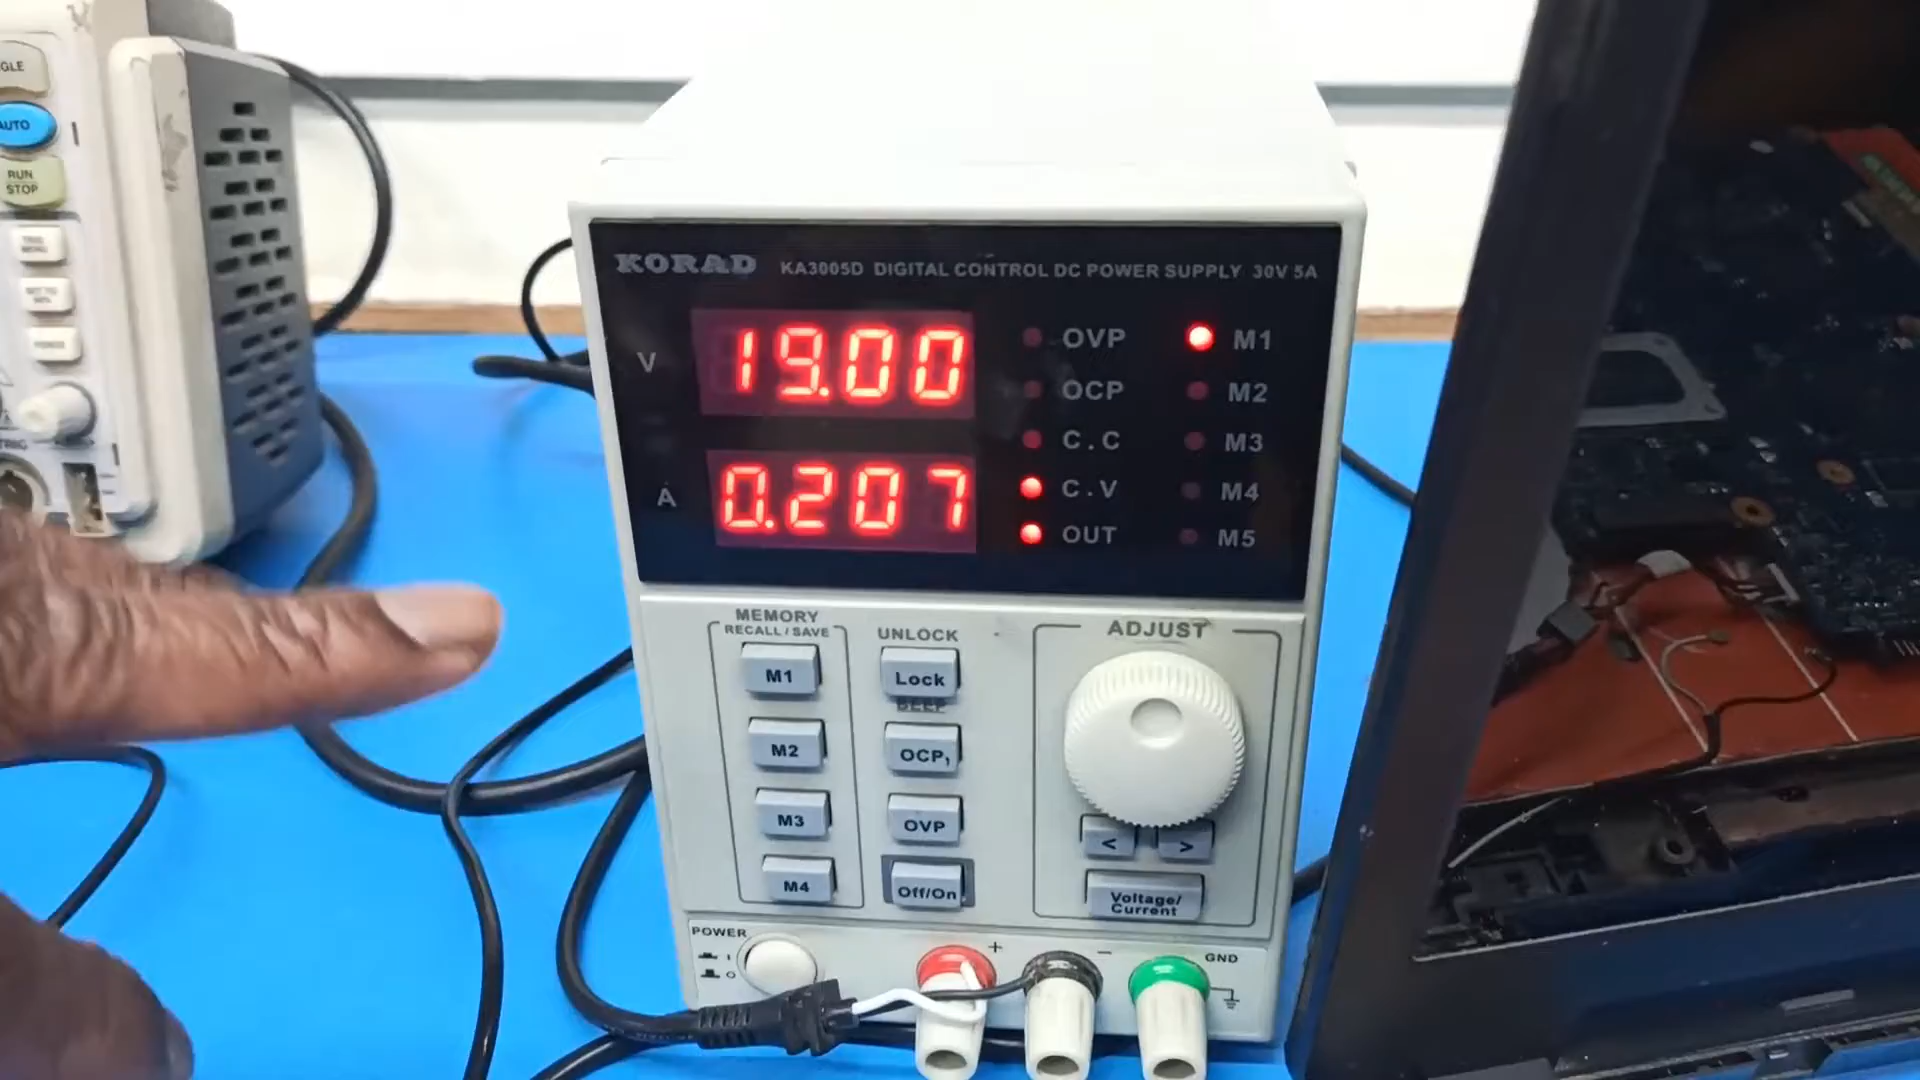 GLE
AUTO
RUN
STOP
KORAD KA3005D DIGITAL CONTROL DC POWER SUPPLY 30V 5A
V 19.00
A 0.207
OVP M1
OCP M2
C.C M3
C.V M4
OUT M5
MEMORY
RECALL/SAVE
UNLOCK
ADJUST
M1
Lock
BEEP
M2
OCP
M3
OVP
< >
M4
Off/On
Voltage/
Current
POWER
I
O
+
−
GND